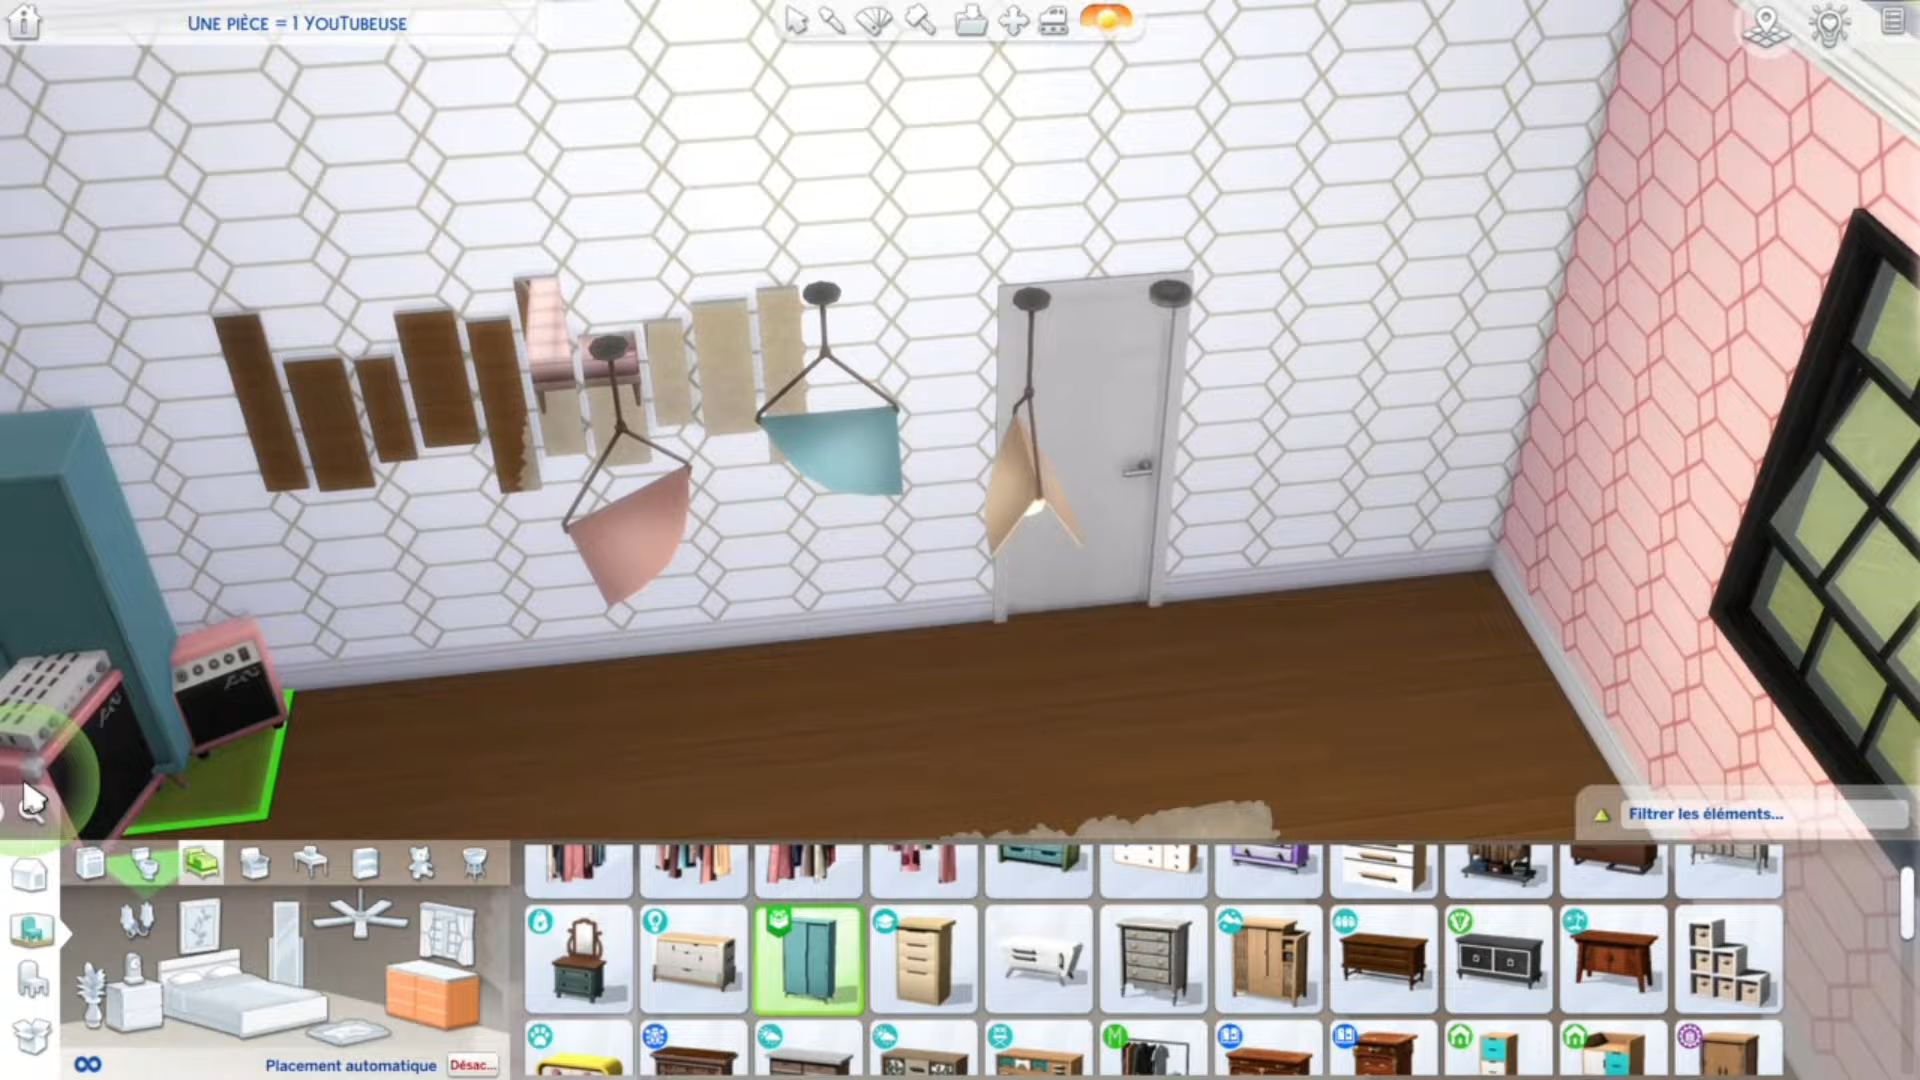 UNE PIÈCE = 1 YOUTUBEUSE
Filtrer les éléments...
Placement automatique
Désac...